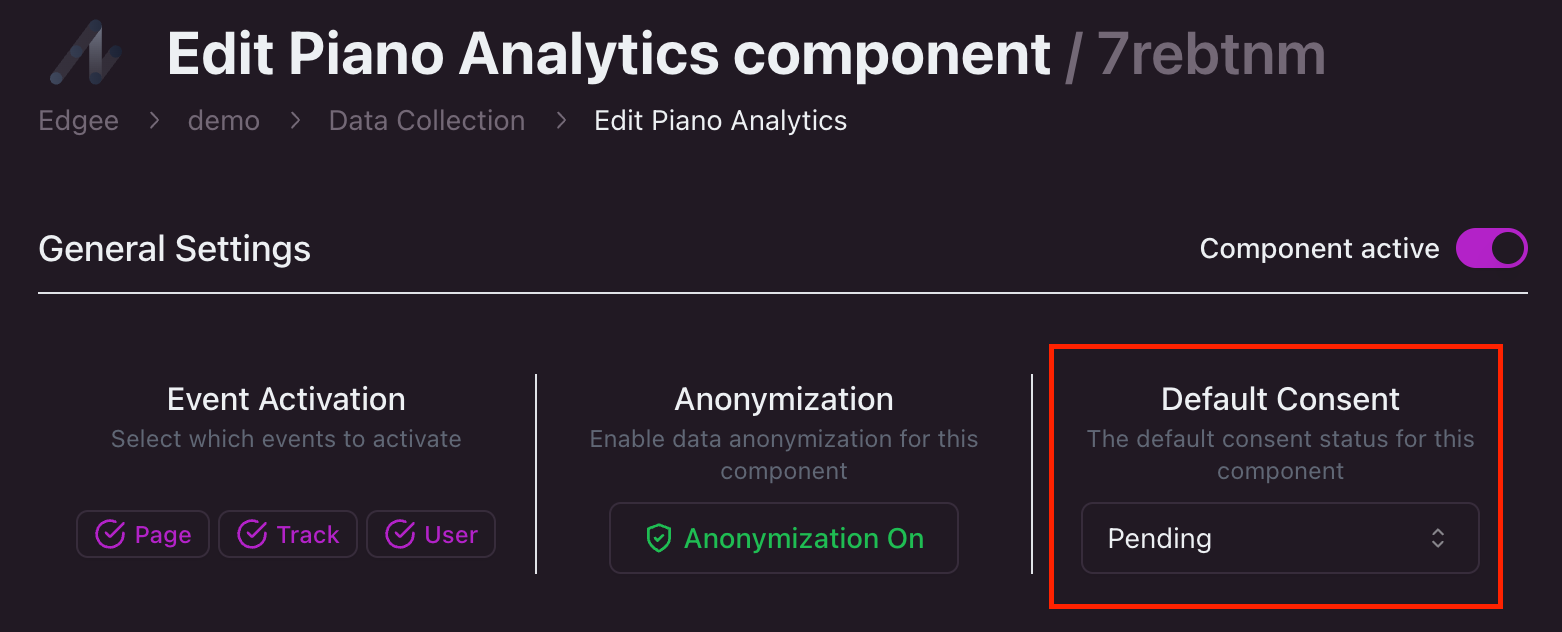 Edit Piano Analytics component / 7rebtnm
Edgee > demo > Data Collection > Edit Piano Analytics
General Settings
Component active
Event Activation
Select which events to activate
Page
Track
User
Anonymization
Enable data anonymization for this
component
Anonymization On
Default Consent
The default consent status for this
component
Pending